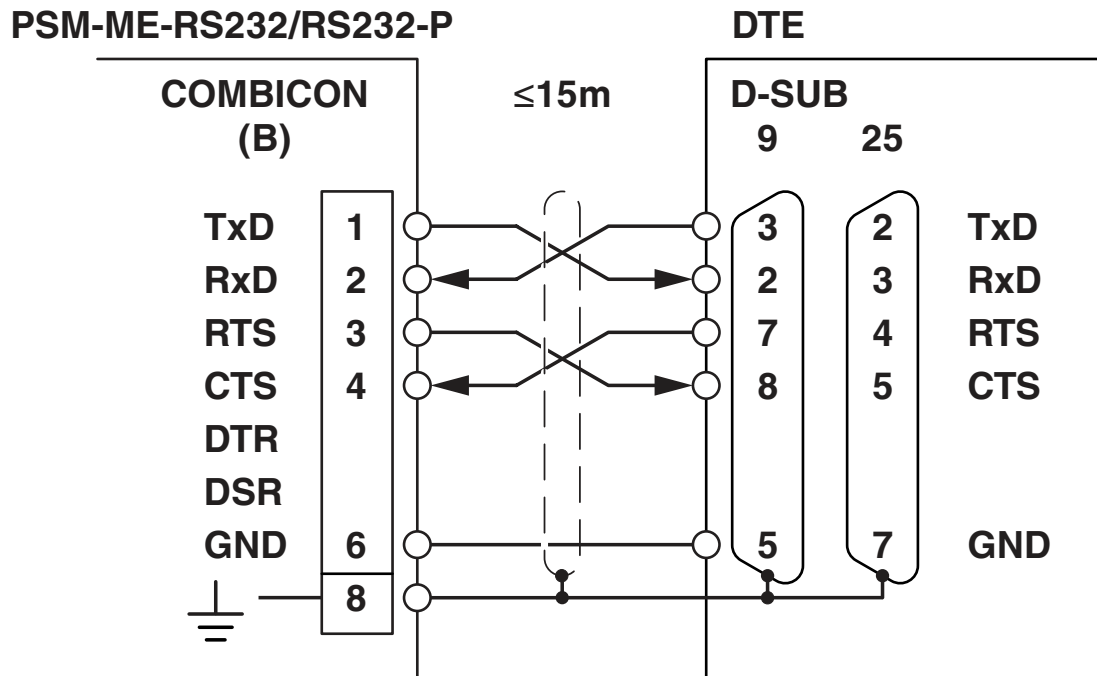 PSM-ME-RS232/RS232-P DTE
COMBICON ≤15m D-SUB
(B) 9 25
TxD 1 3 2 TxD
RxD 2 2 3 RxD
RTS 3 7 4 RTS
CTS 4 8 5 CTS
DTR
DSR
GND 6 5 7 GND
8